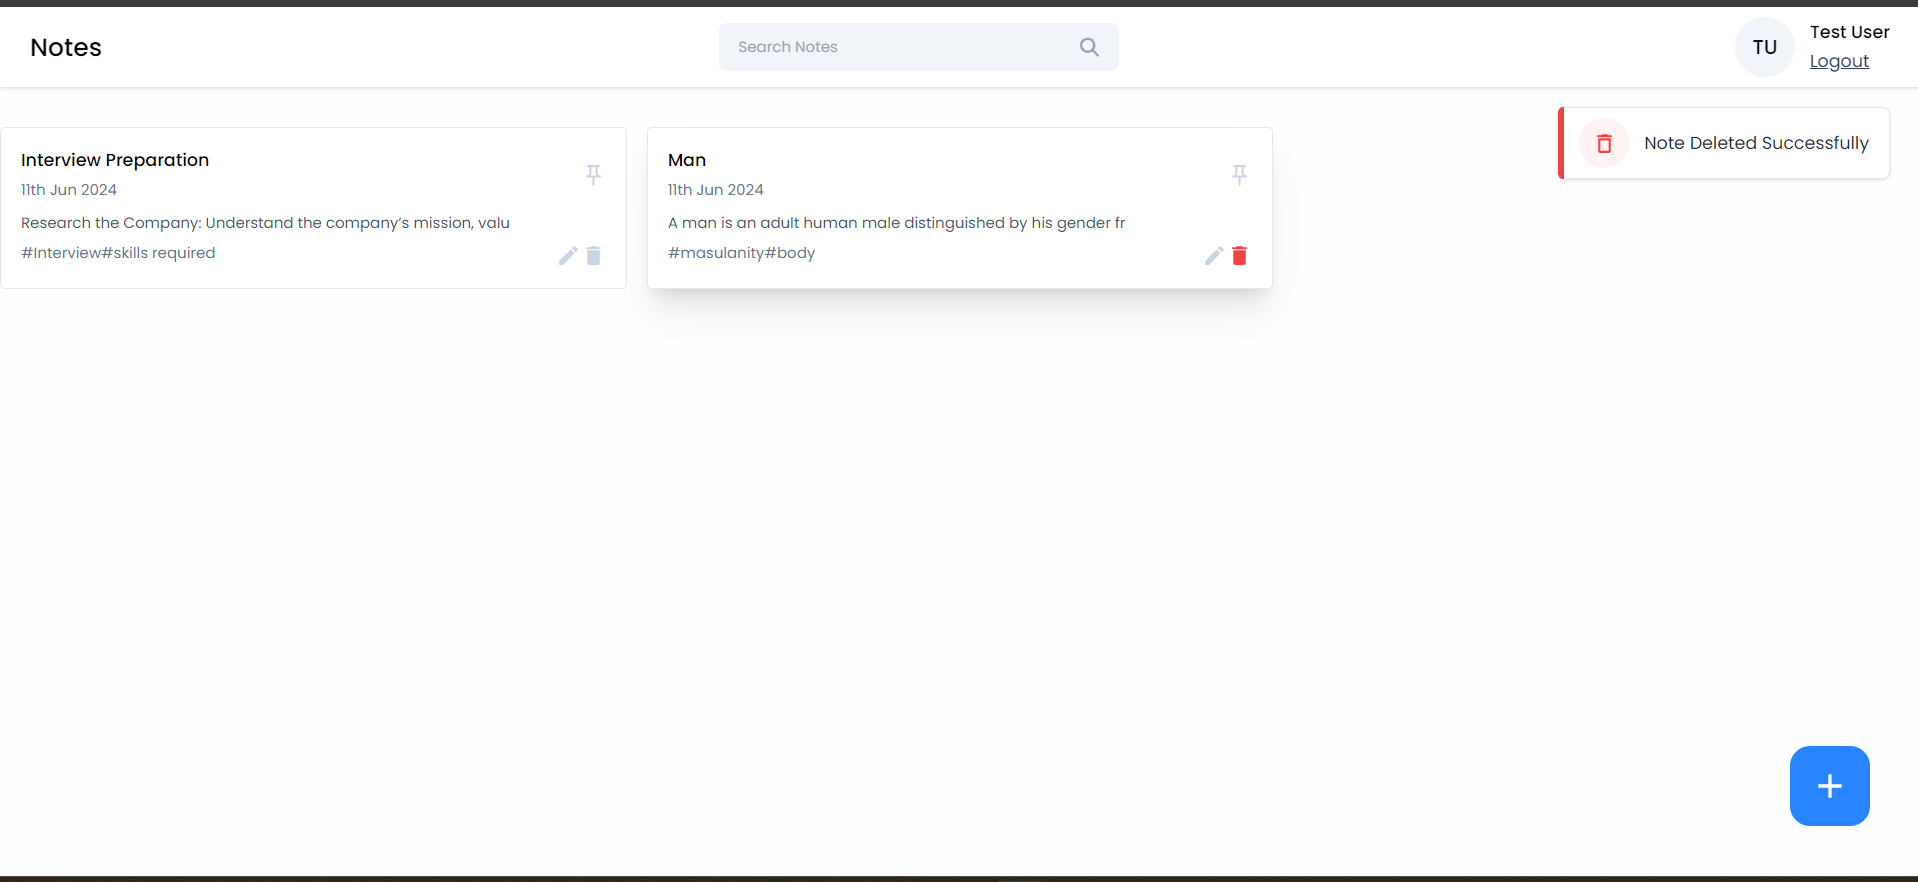 Notes
Search Notes
TU
Test User
Logout
Note Deleted Successfully
Interview Preparation
11th Jun 2024
Research the Company: Understand the company’s mission, valu
#Interview#skills required
Man
11th Jun 2024
A man is an adult human male distinguished by his gender fr
#masulanity#body